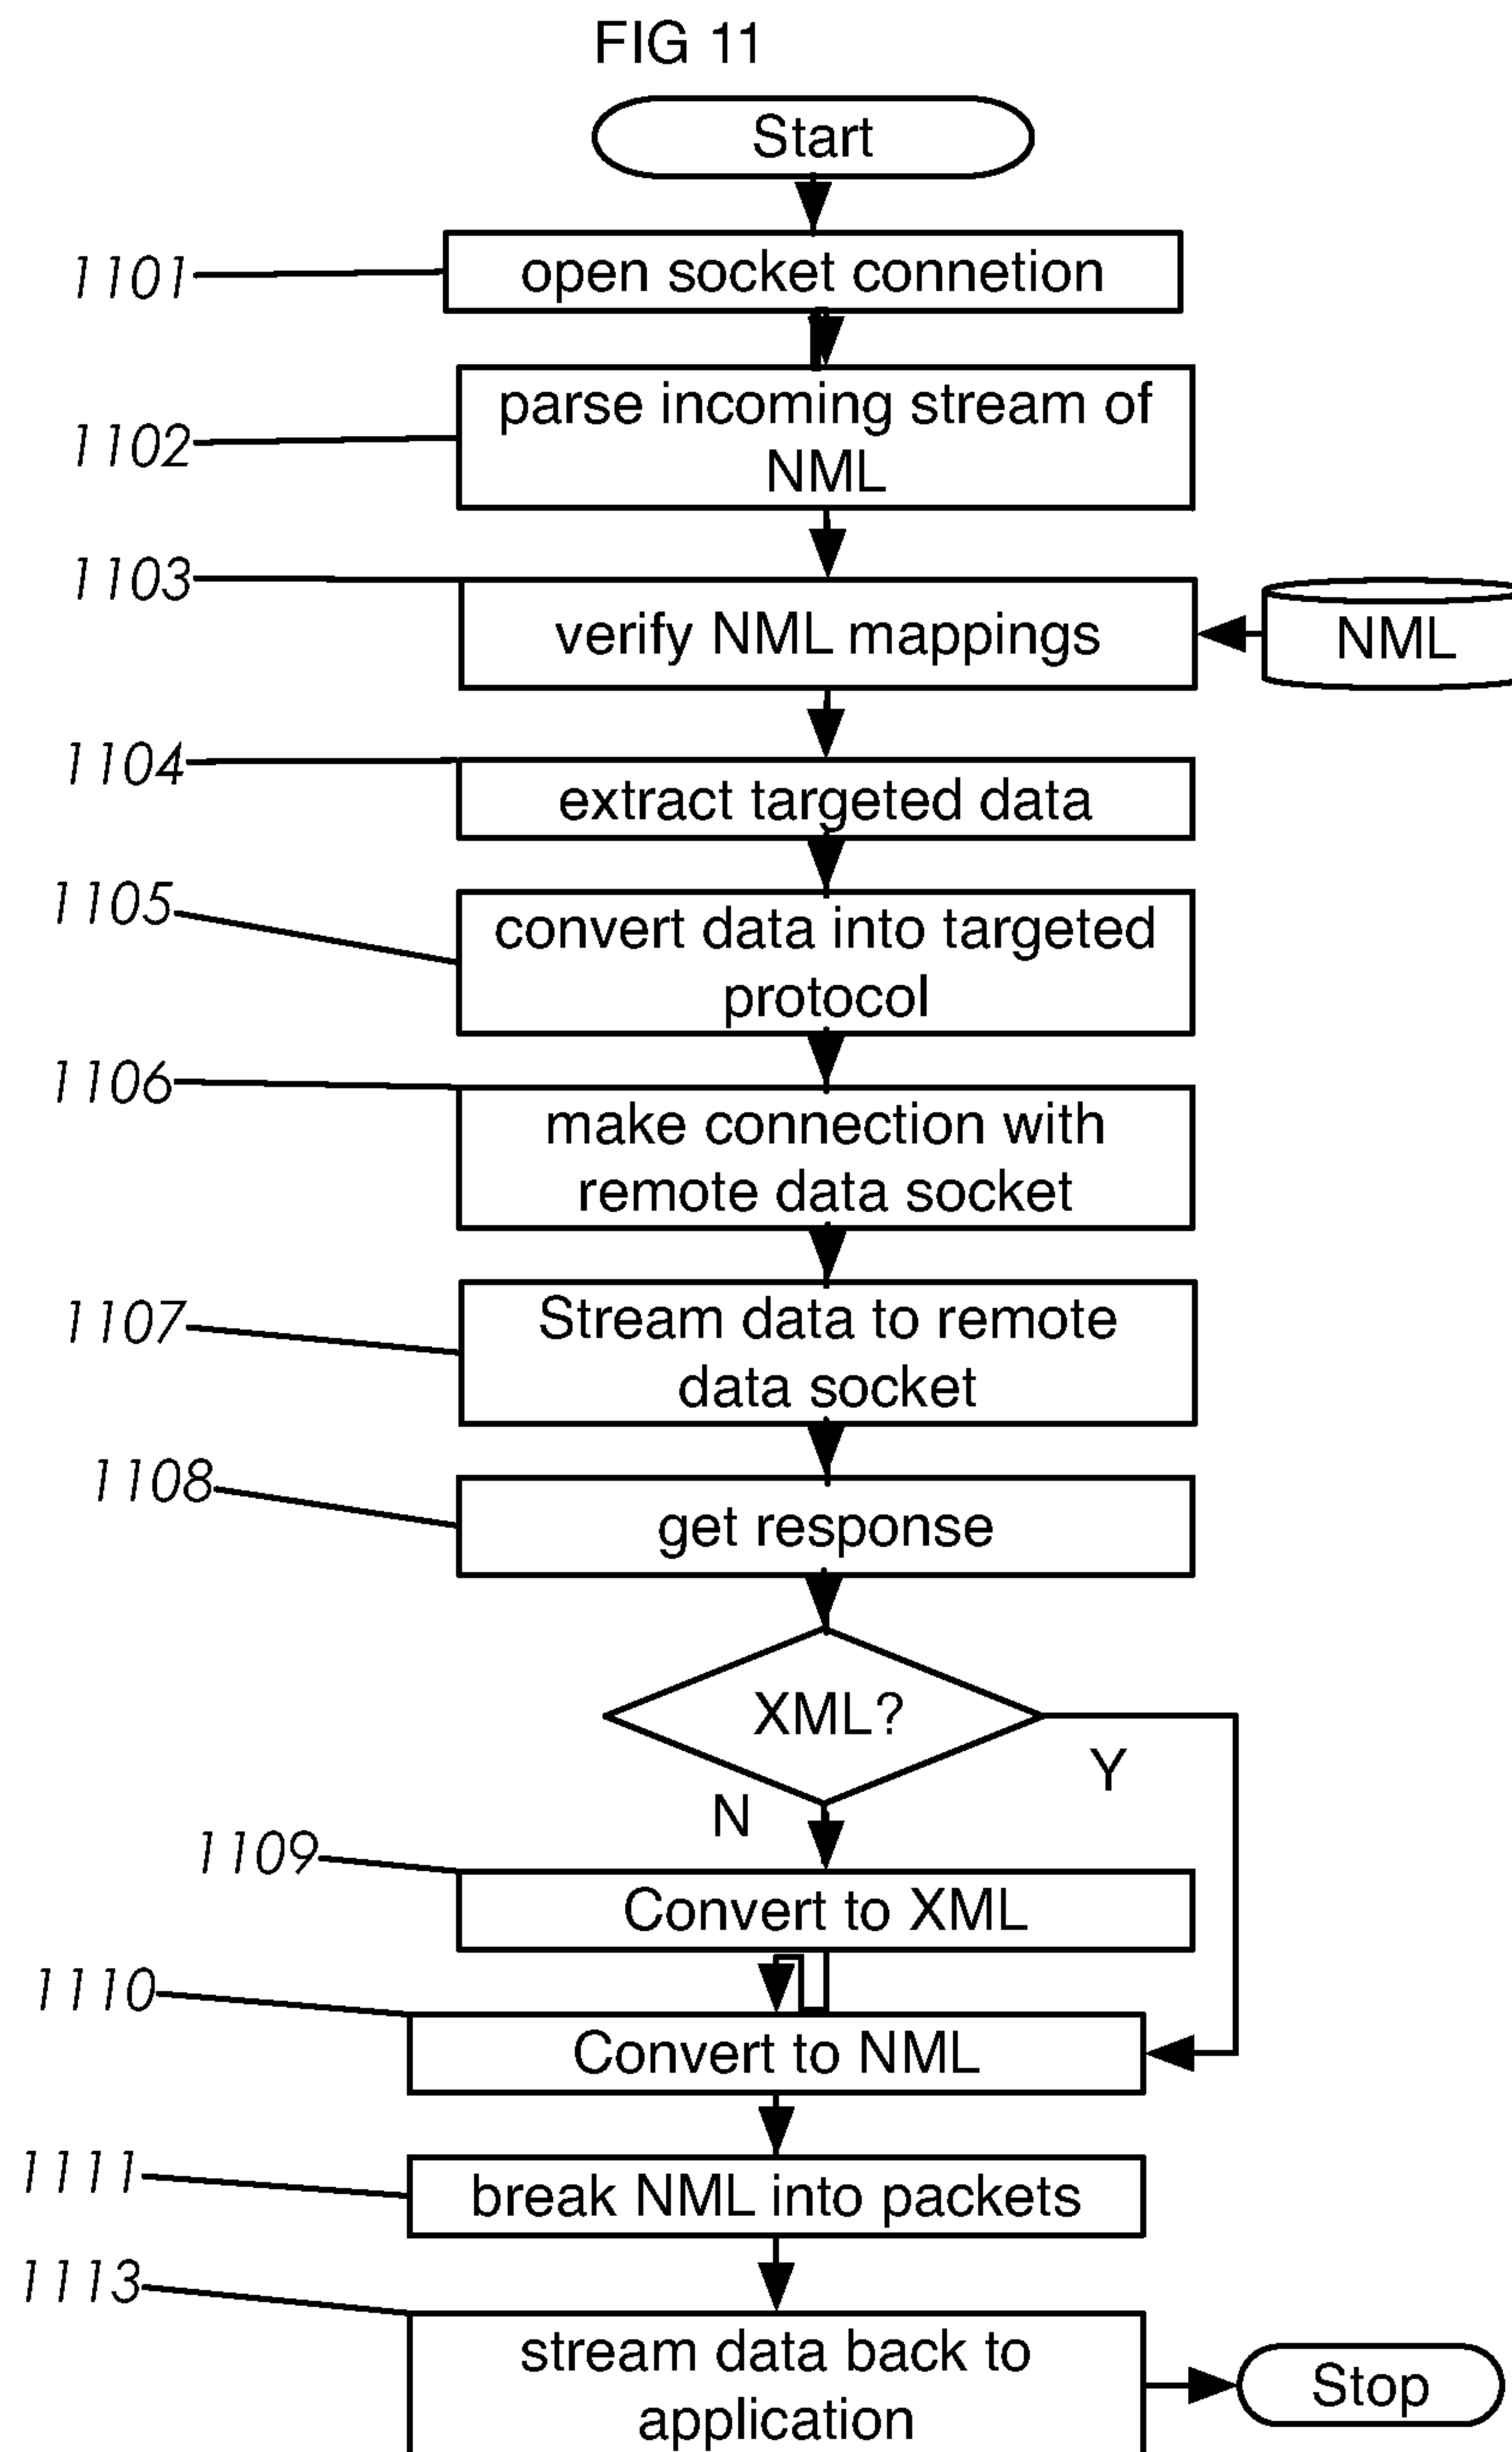 FIG 11
Start
1101
open socket connetion
1102
parse incoming stream of
NML
1103
verify NML mappings
NML
1104
extract targeted data
1105
convert data into targeted
protocol
1106
make connection with
remote data socket
1107
Stream data to remote
data socket
1108
get response
XML?
Y
N
1109
Convert to XML
1110
Convert to NML
1111
break NML into packets
1113
stream data back to
application
Stop